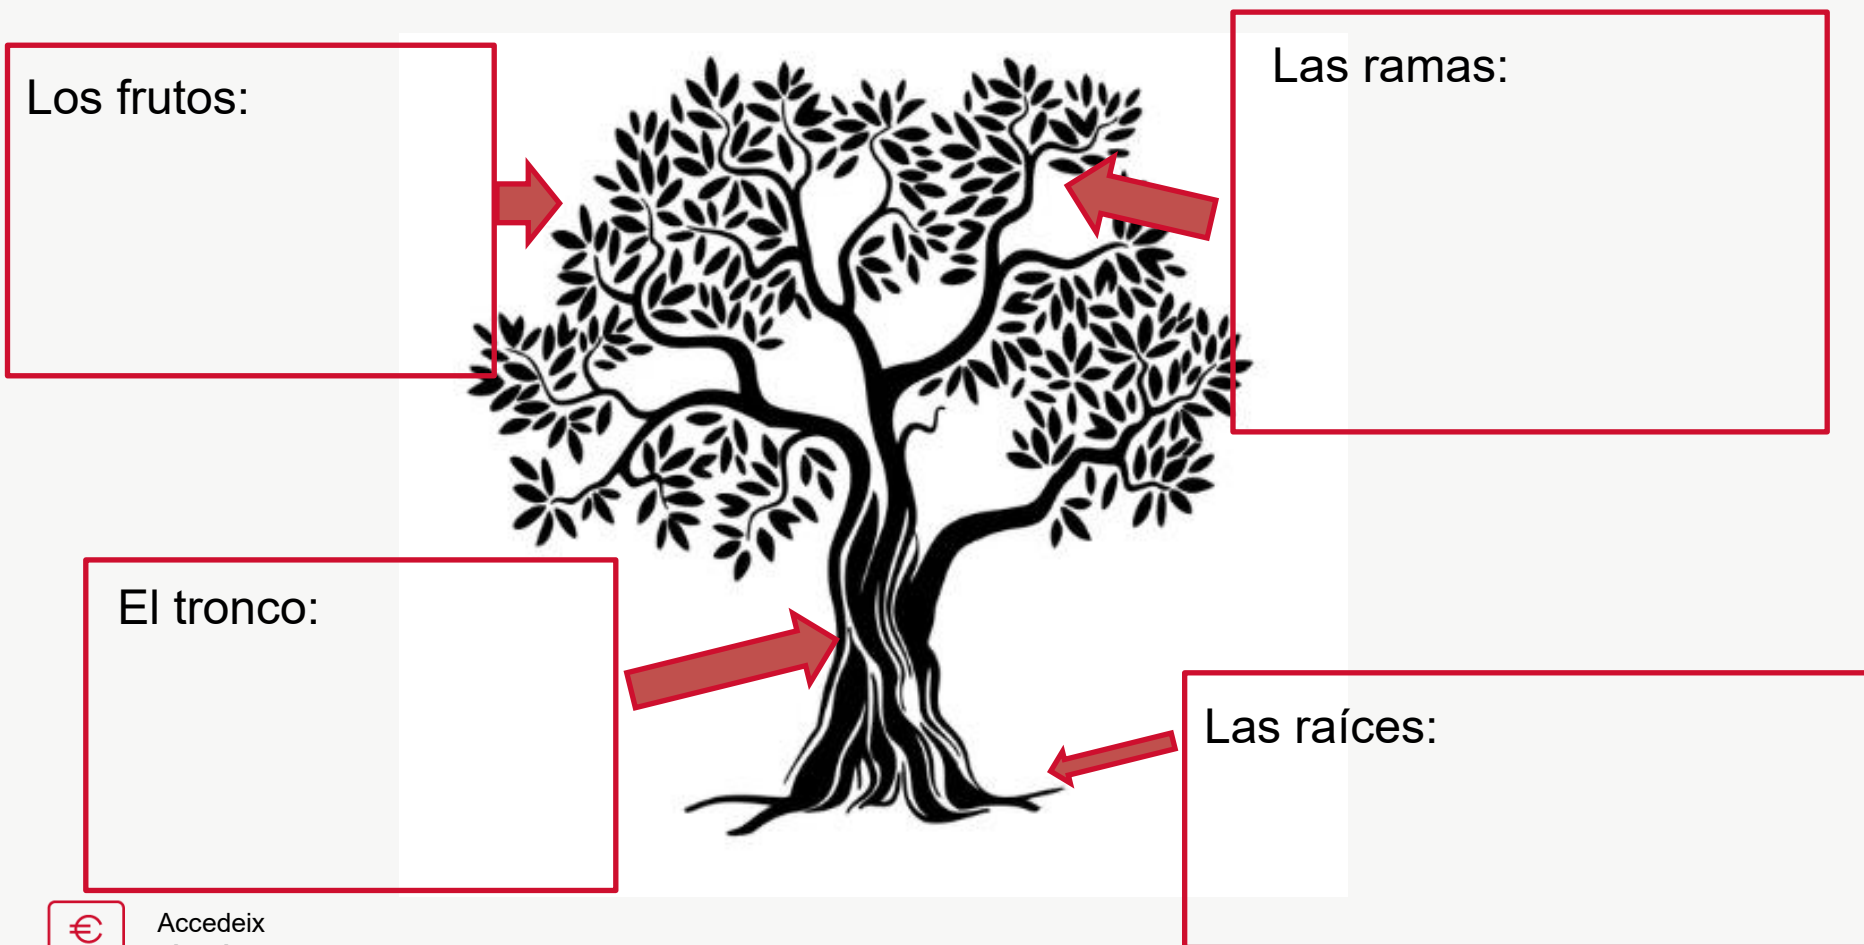 Los frutos:
Las ramas:
El tronco:
Las raíces:
€
Accedeix